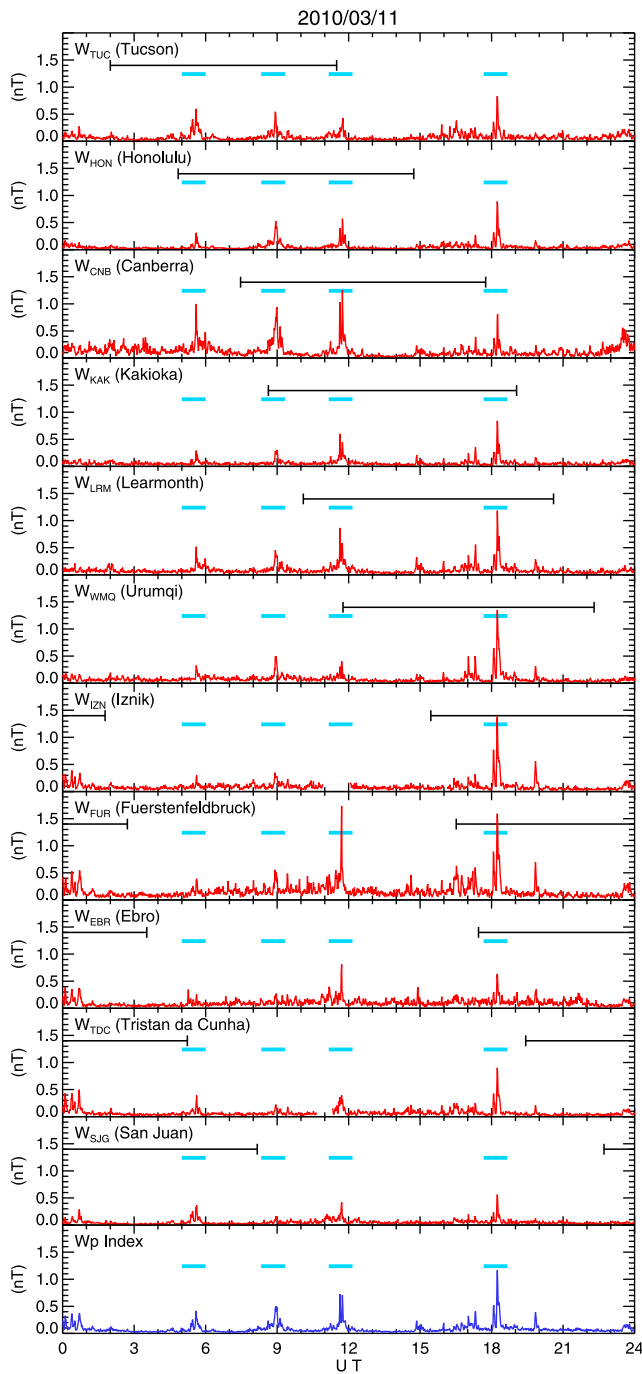 2010/03/11
W_TUC (Tucson)
(nT)
1.5
1.0
0.5
0.0
W_HON (Honolulu)
(nT)
1.5
1.0
0.5
0.0
W_CNB (Canberra)
(nT)
1.5
1.0
0.5
0.0
W_KAK (Kakioka)
(nT)
1.5
1.0
0.5
0.0
W_LRM (Learmonth)
(nT)
1.5
1.0
0.5
0.0
W_WMQ (Urumqi)
(nT)
1.5
1.0
0.5
0.0
W_IZN (Iznik)
(nT)
1.5
1.0
0.5
0.0
W_FUR (Fuerstenfeldbruck)
(nT)
1.5
1.0
0.5
0.0
W_EBR (Ebro)
(nT)
1.5
1.0
0.5
0.0
W_TDC (Tristan da Cunha)
(nT)
1.5
1.0
0.5
0.0
W_SJG (San Juan)
(nT)
1.5
1.0
0.5
0.0
Wp Index
(nT)
1.5
1.0
0.5
0.0
0 3 6 9 12 15 18 21 24
U T